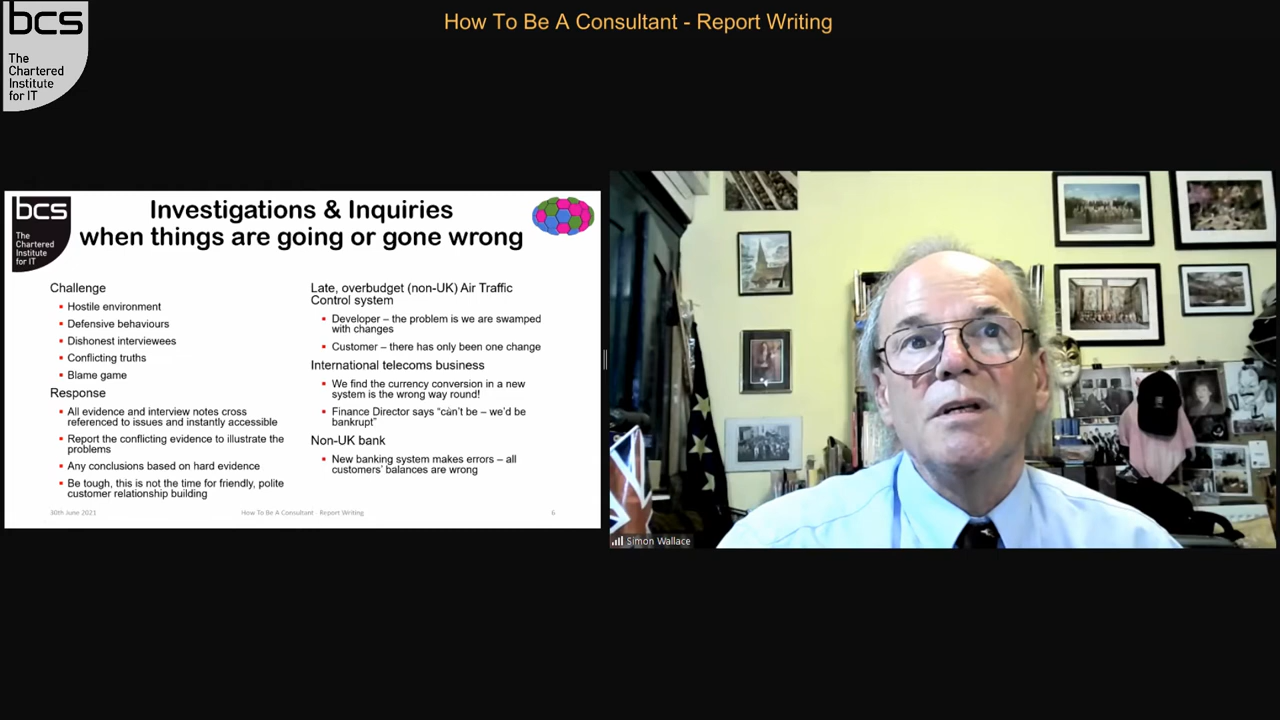 bcs
The
Chartered
Institute
for IT
How To Be A Consultant - Report Writing
bcs
The
Chartered
Institute
for IT
Investigations & Inquiries
when things are going or gone wrong
Challenge
Hostile environment
Defensive behaviours
Dishonest interviewees
Conflicting truths
Blame game
Response
All evidence and interview notes cross
referenced to issues and instantly accessible
Report the conflicting evidence to illustrate the
problems
Any conclusions based on hard evidence
Be tough, this is not the time for friendly, polite
customer relationship building
Late, overbudget (non-UK) Air Traffic
Control system
Developer – the problem is we are swamped
with changes
Customer – there has only been one change
International telecoms business
We find the currency conversion in a new
system is the wrong way round!
Finance Director says “can’t be – we’d be
bankrupt”
Non-UK bank
New banking system makes errors – all
customers’ balances are wrong
30th June 2021
How To Be A Consultant - Report Writing
6
Simon Wallace